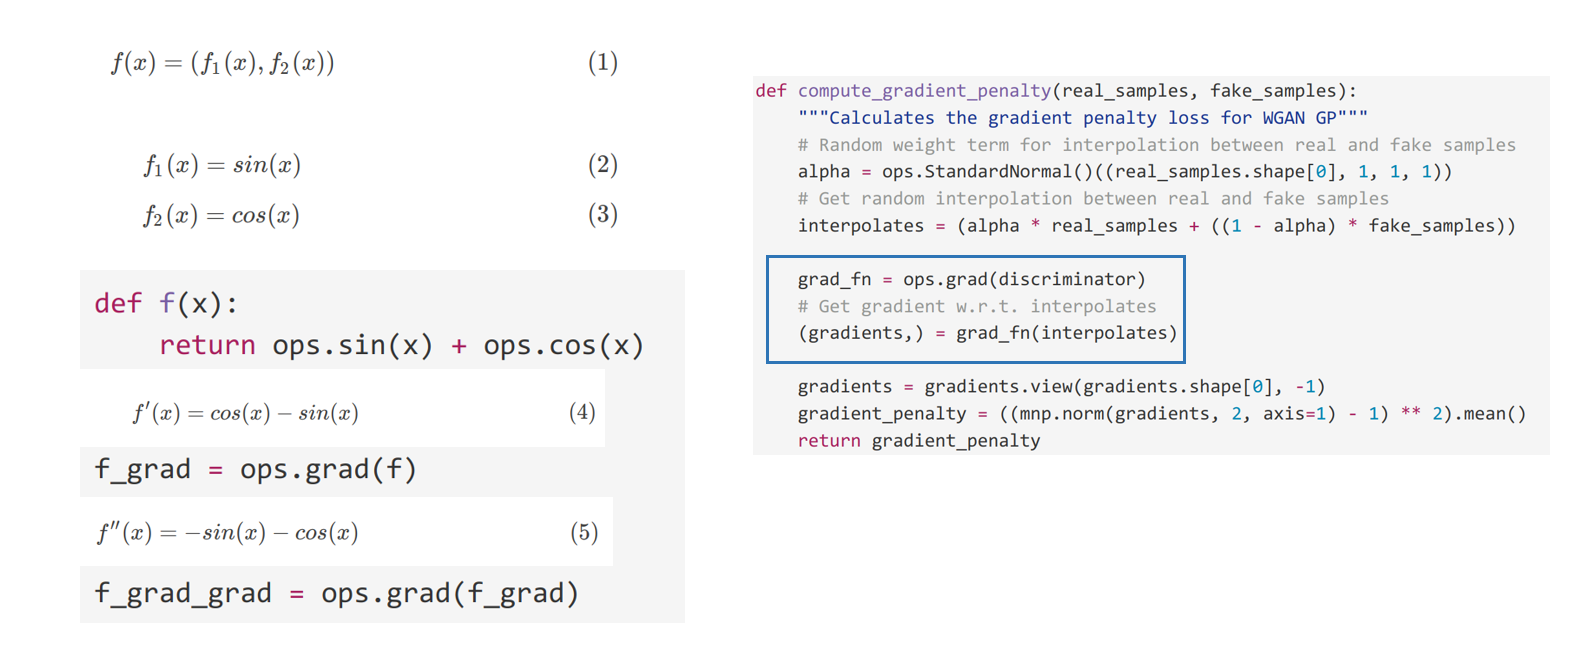 f(x) = (f₁(x), f₂(x)) (1)
f₁(x) = sin(x) (2)
f₂(x) = cos(x) (3)
def f(x):
    return ops.sin(x) + ops.cos(x)
f′(x) = cos(x) − sin(x) (4)
f_grad = ops.grad(f)
f″(x) = −sin(x) − cos(x) (5)
f_grad_grad = ops.grad(f_grad)
def compute_gradient_penalty(real_samples, fake_samples):
    """Calculates the gradient penalty loss for WGAN GP"""
    # Random weight term for interpolation between real and fake samples
    alpha = ops.StandardNormal()((real_samples.shape[0], 1, 1, 1))
    # Get random interpolation between real and fake samples
    interpolates = (alpha * real_samples + ((1 - alpha) * fake_samples))
    grad_fn = ops.grad(discriminator)
    # Get gradient w.r.t. interpolates
    (gradients,) = grad_fn(interpolates)
    gradients = gradients.view(gradients.shape[0], -1)
    gradient_penalty = ((mnp.norm(gradients, 2, axis=1) - 1) ** 2).mean()
    return gradient_penalty